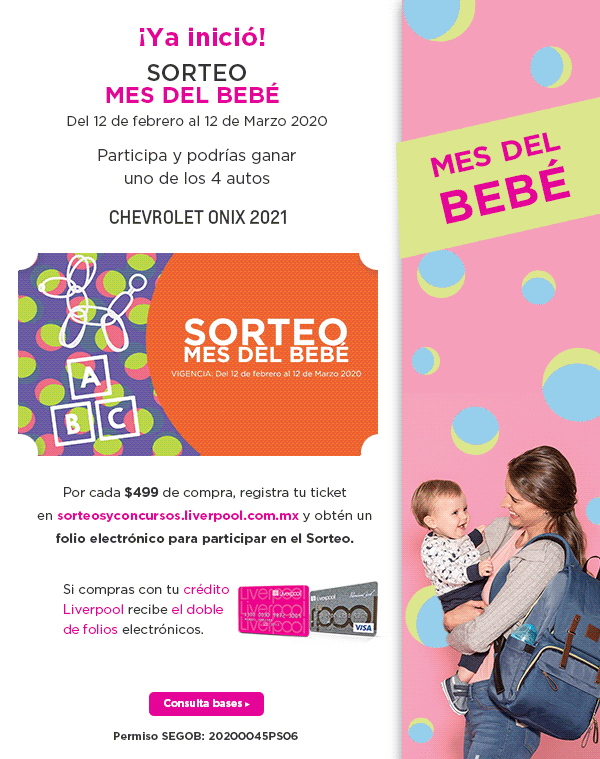 ¡Ya inició!
SORTEO
MES DEL BEBÉ
Del 12 de febrero al 12 de Marzo 2020
Participa y podrías ganar
uno de los 4 autos
CHEVROLET ONIX 2021
MES DEL
BEBÉ
A
B C
SORTEO
MES DEL BEBÉ
VIGENCIA: Del 12 de febrero al 12 de Marzo 2020
Por cada $499 de compra, registra tu ticket
en sorteosyconcursos.liverpool.com.mx y obtén un
folio electrónico para participar en el Sorteo.
Si compras con tu crédito
Liverpool recibe el doble
de folios electrónicos.
Liverpool
Liverpool
VISA
Consulta bases ▸
Permiso SEGOB: 20200045PS06